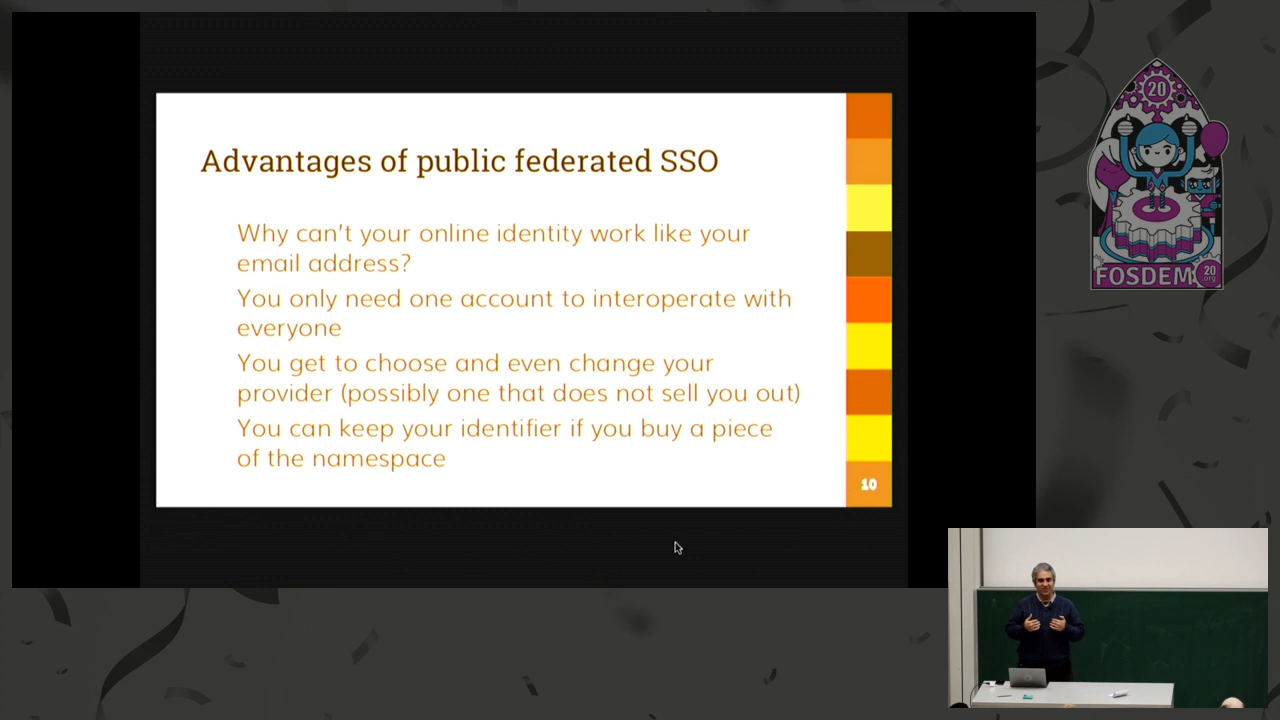 Advantages of public federated SSO
Why can't your online identity work like your
email address?
You only need one account to interoperate with
everyone
You get to choose and even change your
provider (possibly one that does not sell you out)
You can keep your identifier if you buy a piece
of the namespace
10
20
FOSDEM
20
.org